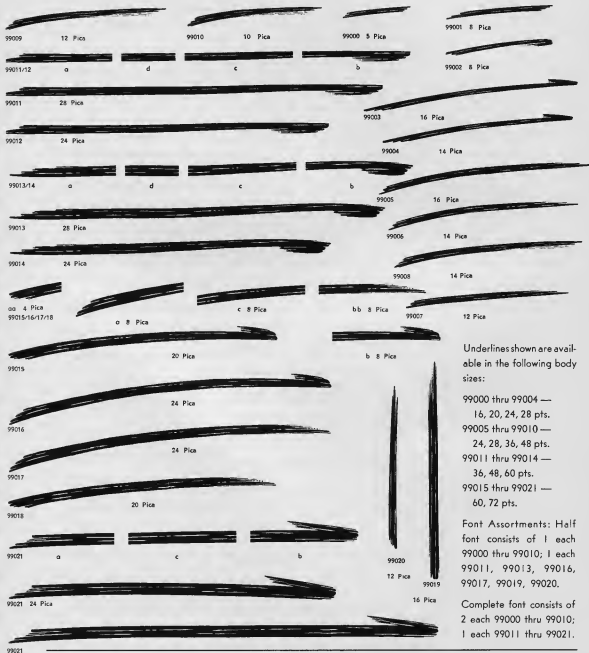 99009 12 Pica
99010 10 Pica
99000 5 Pica
99001 8 Pica
99011/12 a d c b
99002 8 Pica
99011 28 Pica
99003 16 Pica
99012 24 Pica
99004 14 Pica
99013/14 a d c b
99005 16 Pica
99013 28 Pica
99006 14 Pica
99014 24 Pica
99008 14 Pica
aa 4 Pica
99015/16/17/18
a 8 Pica
c 8 Pica
bb 8 Pica
99007 12 Pica
99015 20 Pica
b 8 Pica
99016 24 Pica
99017 24 Pica
99018 20 Pica
99021 a c b
99020
12 Pica
99019
16 Pica
99021 24 Pica
99021
Underlines shown are avail-
able in the following body
sizes:
99000 thru 99004 —
16, 20, 24, 28 pts.
99005 thru 99010 —
24, 28, 36, 48 pts.
99011 thru 99014 —
36, 48, 60 pts.
99015 thru 99021 —
60, 72 pts.
Font Assortments: Half
font consists of 1 each
99000 thru 99010; 1 each
99011, 99013, 99016,
99017, 99019, 99020.
Complete font consists of
2 each 99000 thru 99010;
1 each 99011 thru 99021.